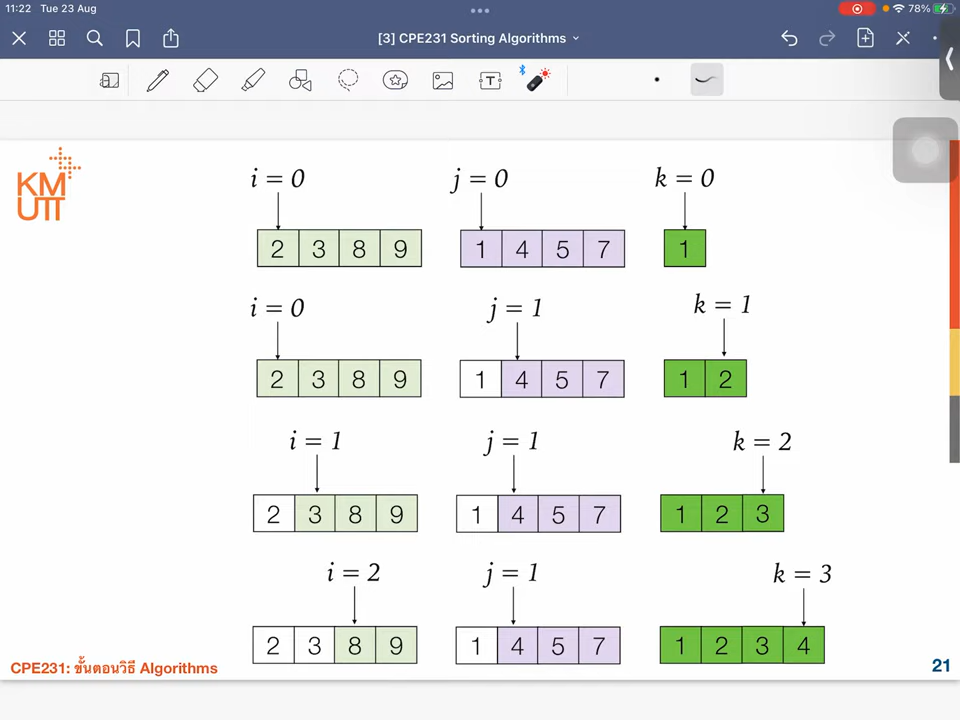 11:22 Tue 23 Aug
78%
[3] CPE231 Sorting Algorithms
T
KM
UTT
i = 0 j = 0 k = 0
2 3 8 9 1 4 5 7 1
i = 0 j = 1 k = 1
2 3 8 9 1 4 5 7 1 2
i = 1 j = 1 k = 2
2 3 8 9 1 4 5 7 1 2 3
i = 2 j = 1 k = 3
2 3 8 9 1 4 5 7 1 2 3 4
CPE231: ขั้นตอนวิธี Algorithms
21